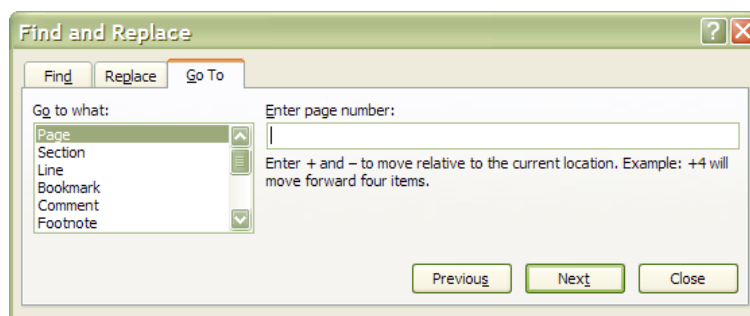 Find and Replace
Find Replace Go To
Go to what: Enter page number:
Page
Section
Line
Bookmark
Comment
Footnote
Enter + and – to move relative to the current location. Example: +4 will
move forward four items.
Previous Next Close